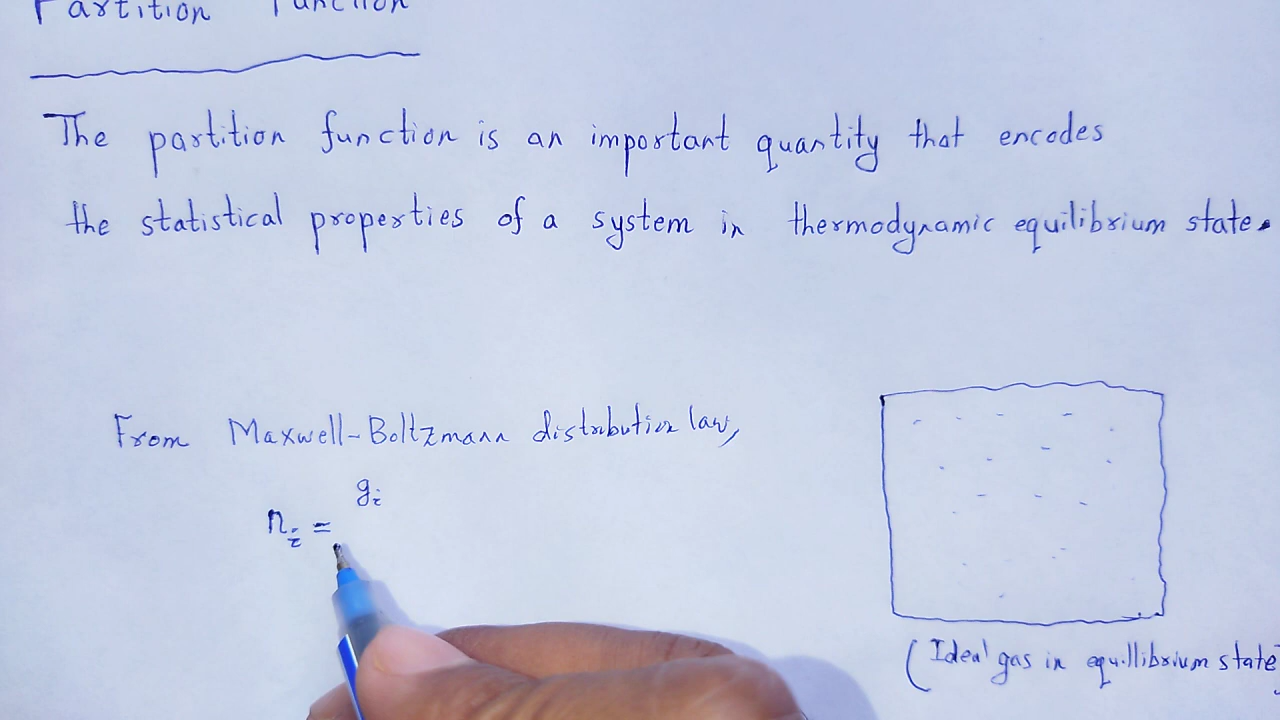 Partition Function
The partition function is an important quantity that encodes
the statistical properties of a system in thermodynamic equilibrium state.
From Maxwell-Boltzmann distribution law,
gi
ni =
(Ideal gas in equillibrium state)